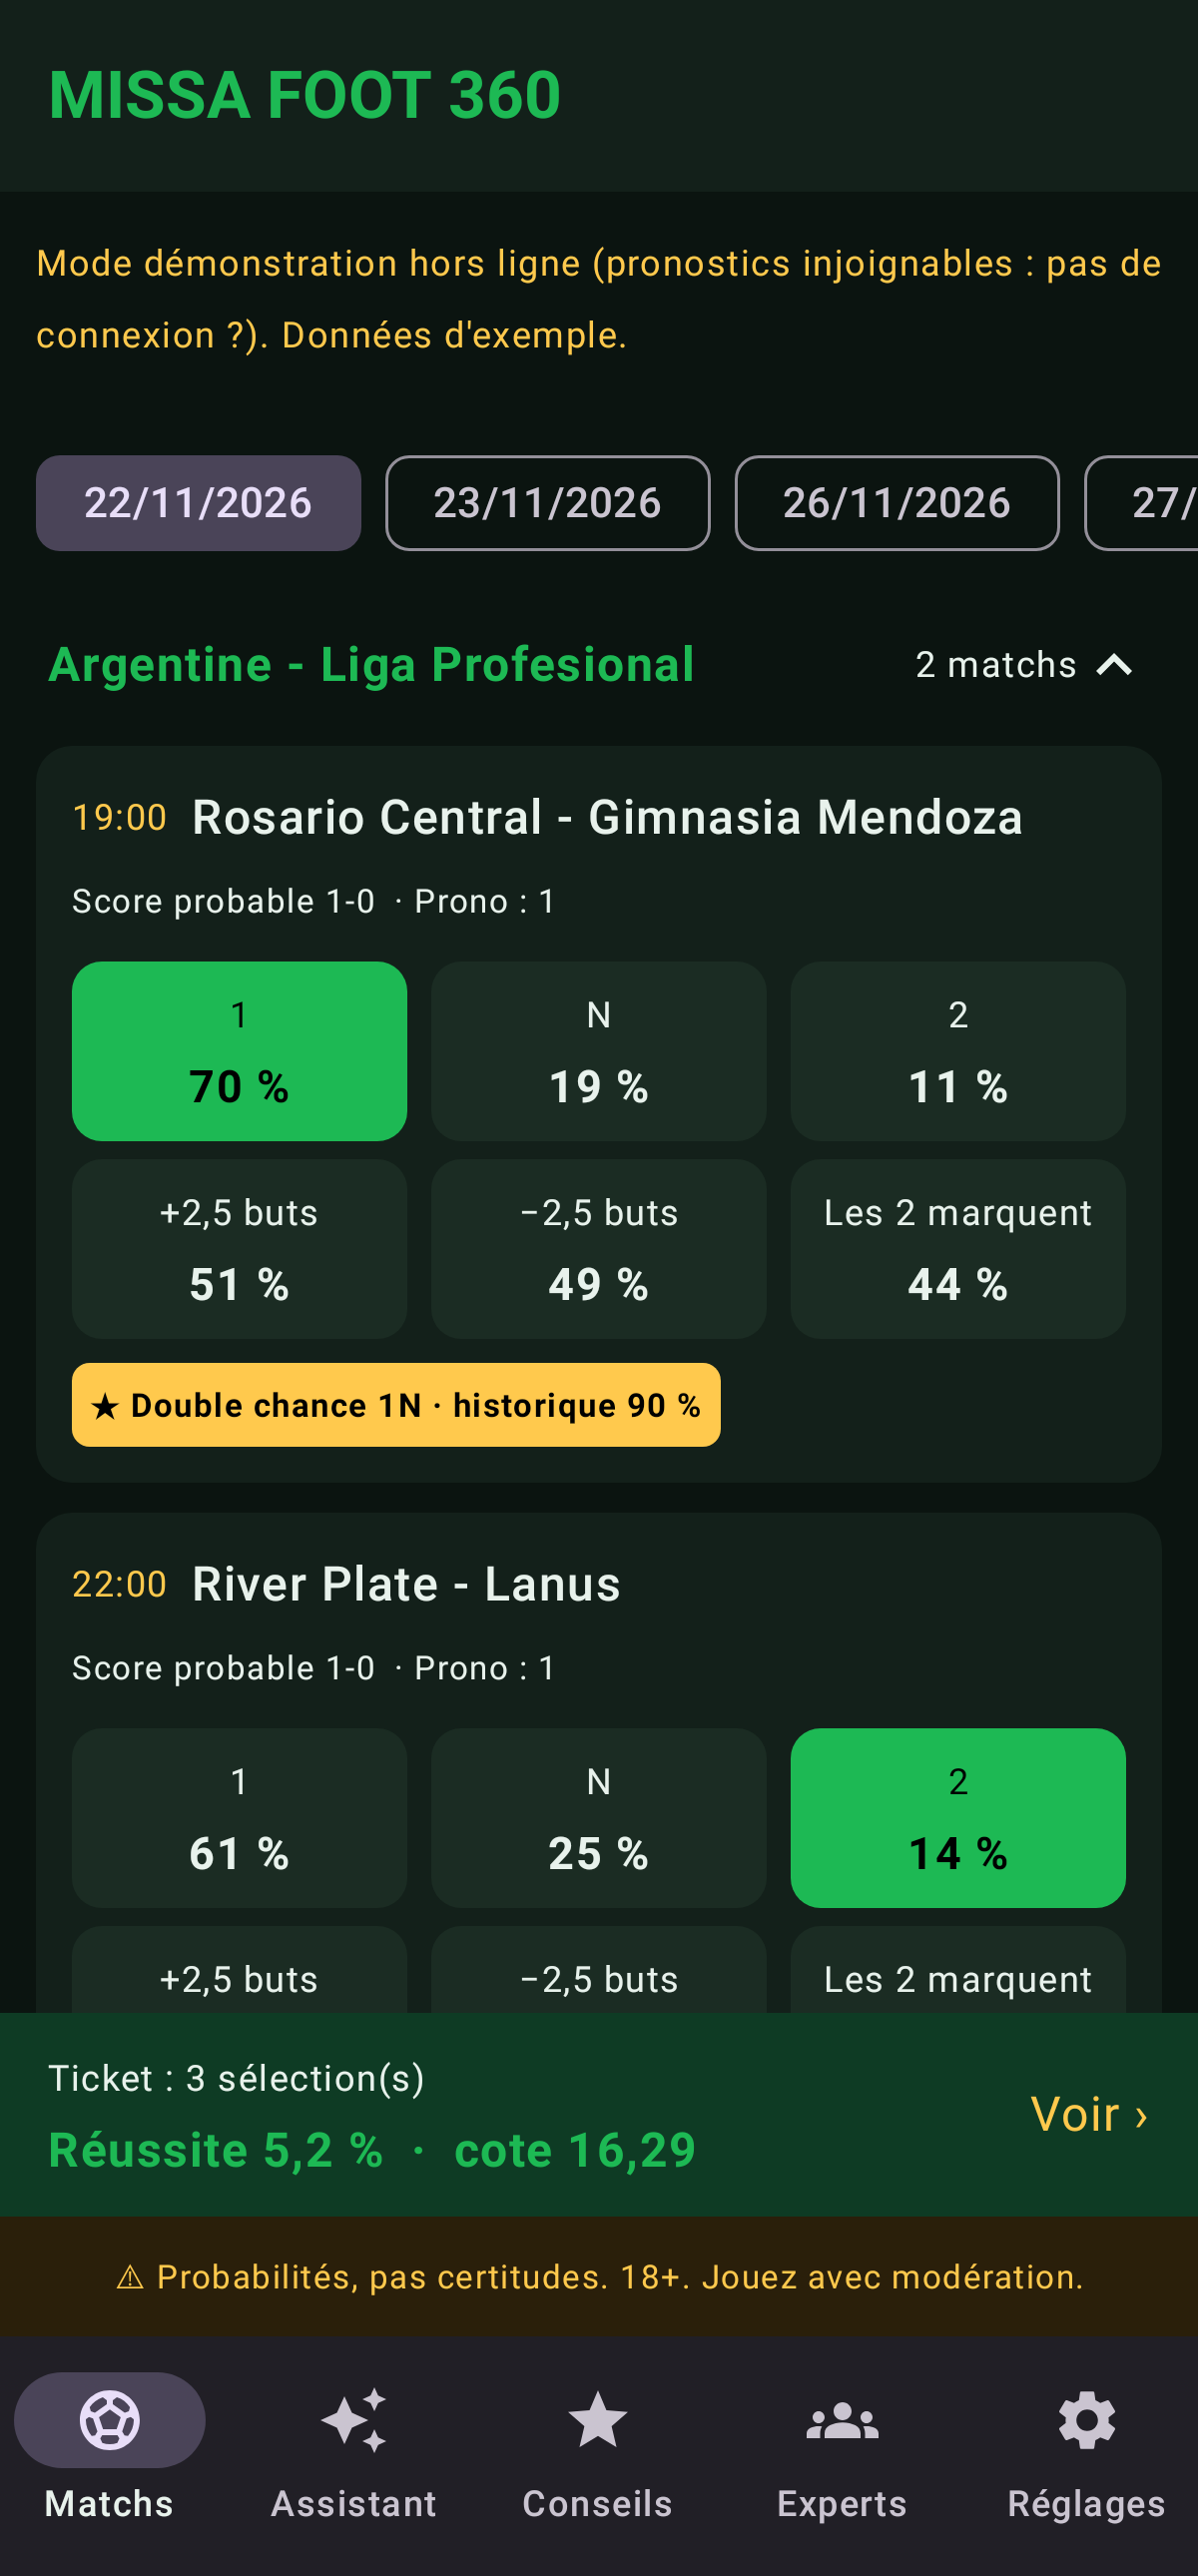 MISSA FOOT 360
Mode démonstration hors ligne (pronostics injoignables : pas de
connexion ?). Données d'exemple.
22/11/2026 23/11/2026 26/11/2026 27/
Argentine - Liga Profesional 2 matchs
19:00 Rosario Central - Gimnasia Mendoza
Score probable 1-0 · Prono : 1
1 N 2
70 % 19 % 11 %
+2,5 buts −2,5 buts Les 2 marquent
51 % 49 % 44 %
★ Double chance 1N · historique 90 %
22:00 River Plate - Lanus
Score probable 1-0 · Prono : 1
1 N 2
61 % 25 % 14 %
+2,5 buts −2,5 buts Les 2 marquent
Ticket : 3 sélection(s)
Réussite 5,2 % · cote 16,29
Voir ›
⚠ Probabilités, pas certitudes. 18+. Jouez avec modération.
Matchs Assistant Conseils Experts Réglages